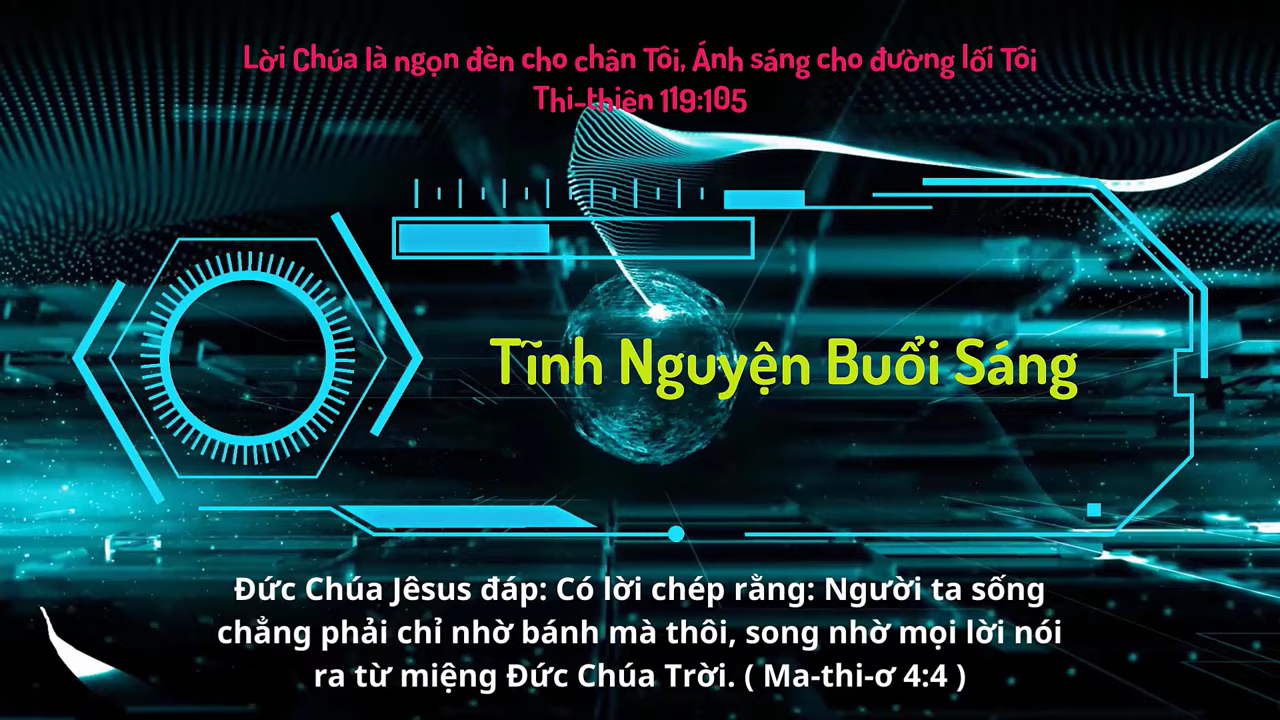 Lời Chúa là ngọn đèn cho chân Tôi, Ánh sáng cho đường lối Tôi
Thi-thiên 119:105
Tĩnh Nguyện Buổi Sáng
Đức Chúa Jêsus đáp: Có lời chép rằng: Người ta sống
chẳng phải chỉ nhờ bánh mà thôi, song nhờ mọi lời nói
ra từ miệng Đức Chúa Trời. ( Ma-thi-ơ 4:4 )